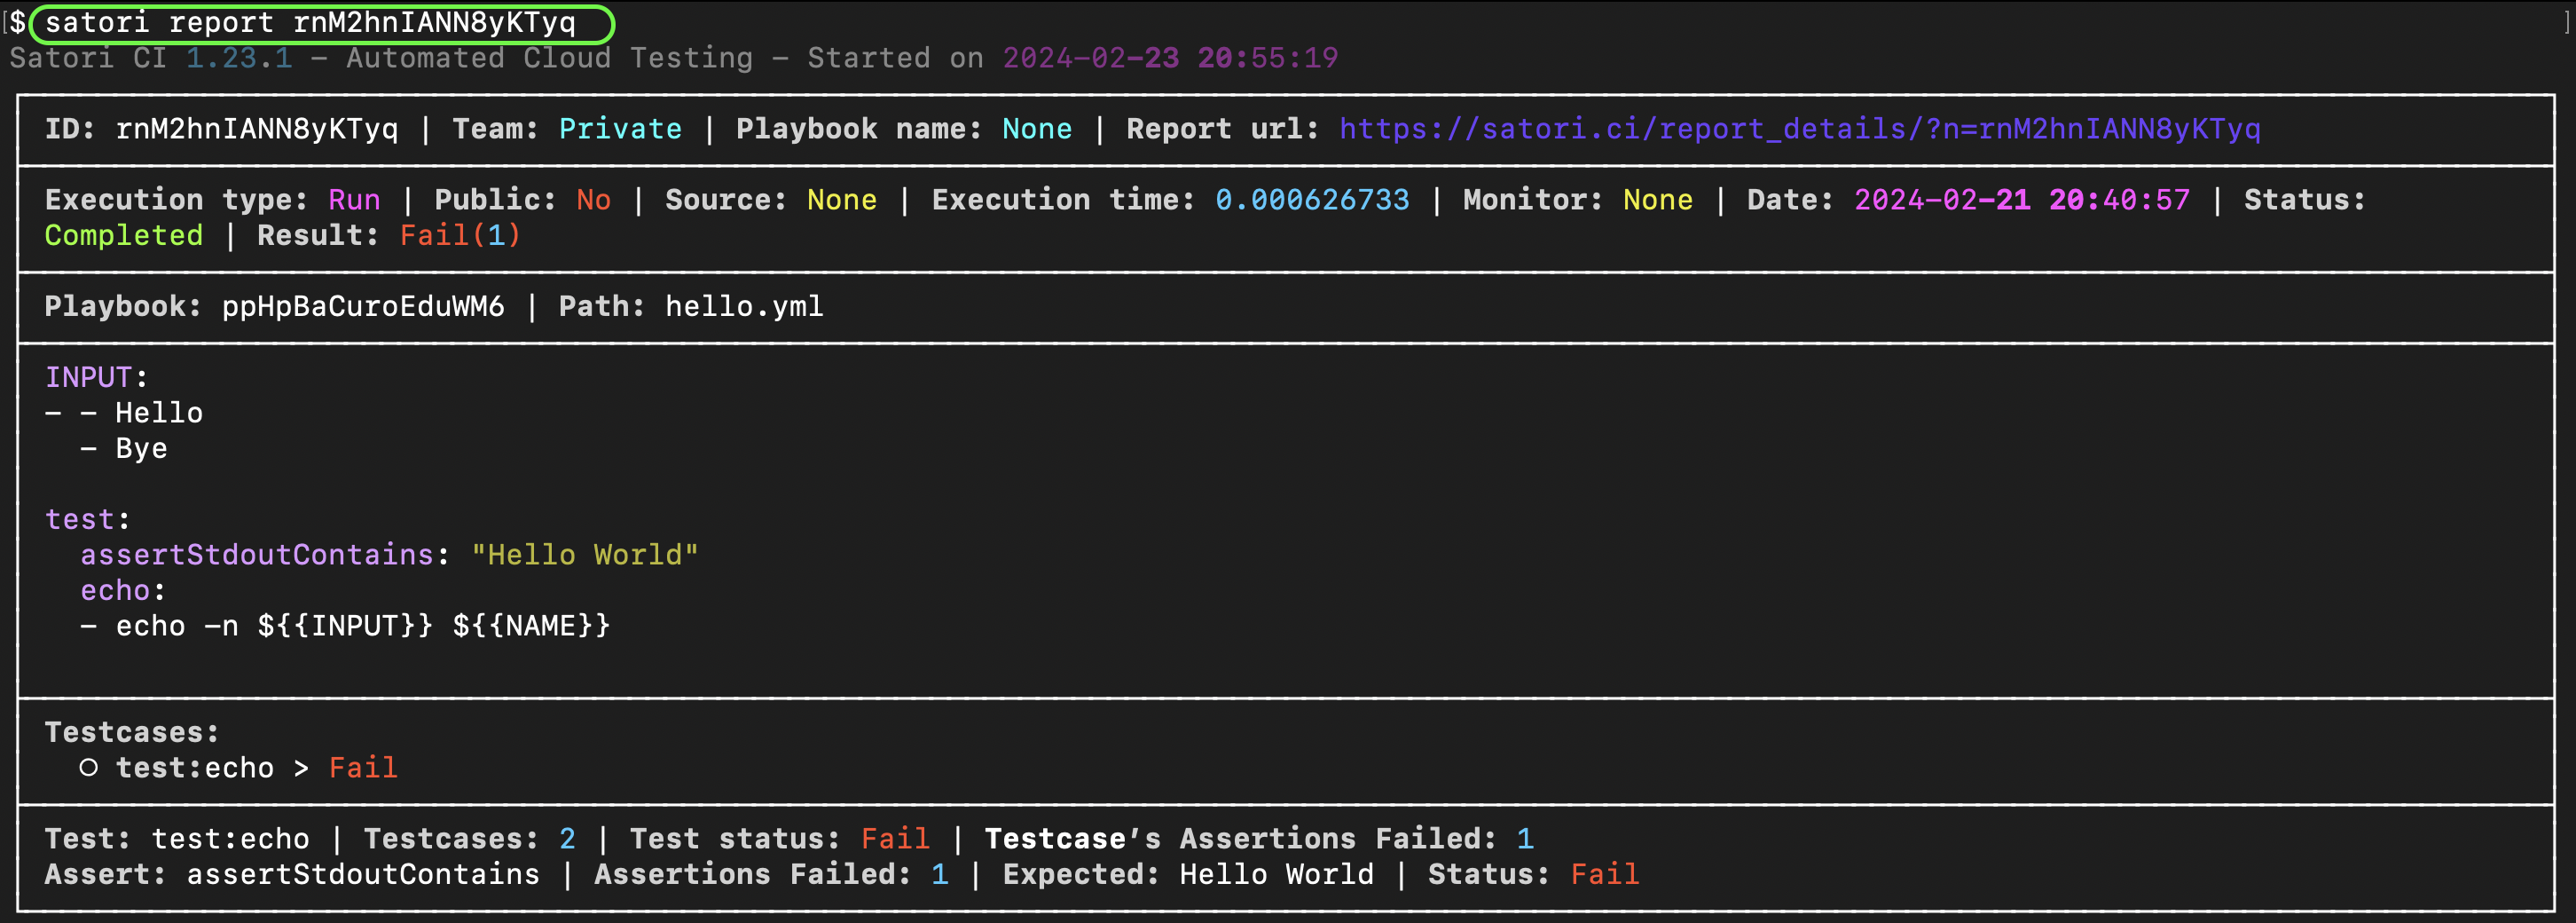 [$ satori report rnM2hnIANN8yKTyq ]
Satori CI 1.23.1 – Automated Cloud Testing – Started on 2024-02-23 20:55:19
ID: rnM2hnIANN8yKTyq | Team: Private | Playbook name: None | Report url: https://satori.ci/report_details/?n=rnM2hnIANN8yKTyq
Execution type: Run | Public: No | Source: None | Execution time: 0.000626733 | Monitor: None | Date: 2024-02-21 20:40:57 | Status:
Completed | Result: Fail(1)
Playbook: ppHpBaCuroEduWM6 | Path: hello.yml
INPUT:
- - Hello
  - Bye
test:
  assertStdoutContains: "Hello World"
  echo:
  - echo -n ${{INPUT}} ${{NAME}}
Testcases:
  ○ test:echo > Fail
Test: test:echo | Testcases: 2 | Test status: Fail | Testcase’s Assertions Failed: 1
Assert: assertStdoutContains | Assertions Failed: 1 | Expected: Hello World | Status: Fail